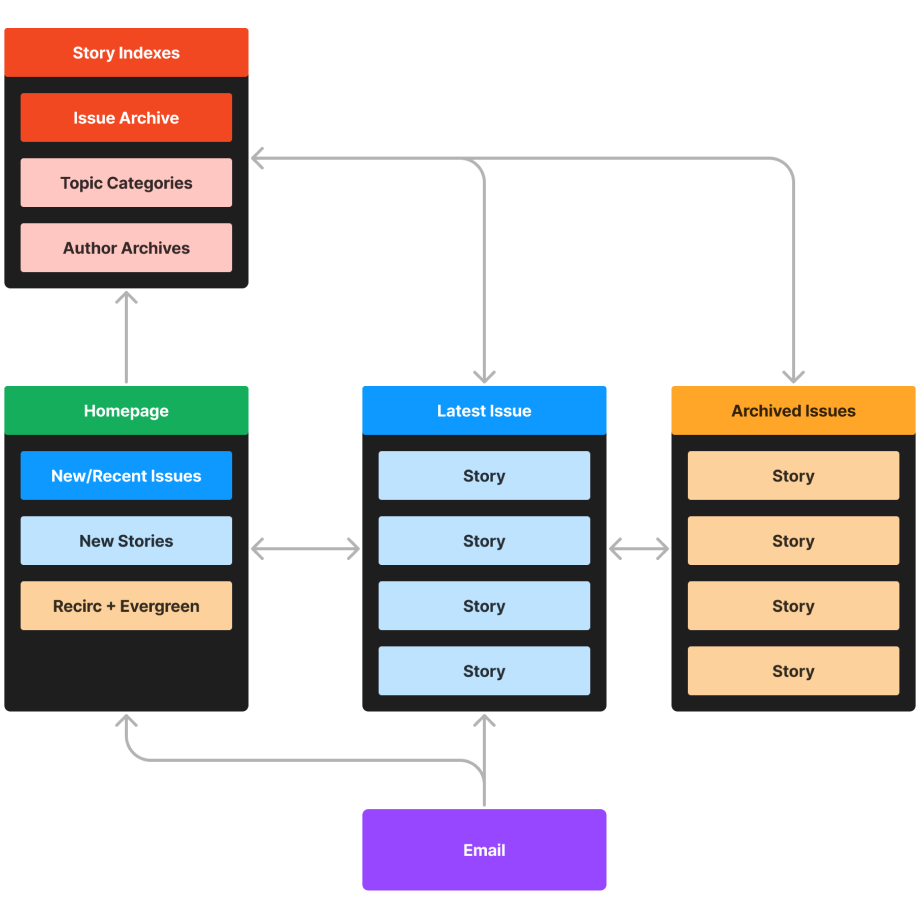 Story Indexes
Issue Archive
Topic Categories
Author Archives
Homepage
New/Recent Issues
New Stories
Recirc + Evergreen
Latest Issue
Story
Story
Story
Story
Archived Issues
Story
Story
Story
Story
Email